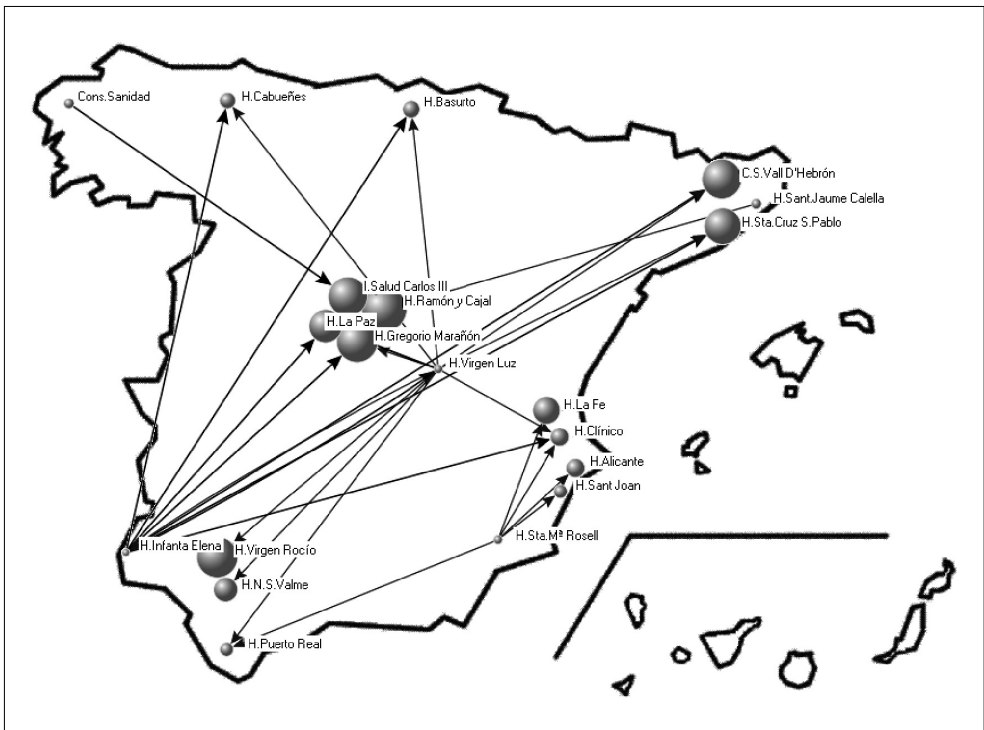 Cons.Sanidad
H.Cabueñes
H.Basurto
C.S.Vall D'Hebrón
H.Sant.Jaume Calella
H.Sta.Cruz S.Pablo
I.Salud Carlos III
H.Ramón y Cajal
H.La Paz
H.Gregorio Marañón
H.Virgen Luz
H.La Fe
H.Clínico
H.Alicante
H.Sant Joan
H.Sta.Mª Rosell
H.Infanta Elena
H.Virgen Rocío
H.N.S.Valme
H.Puerto Real